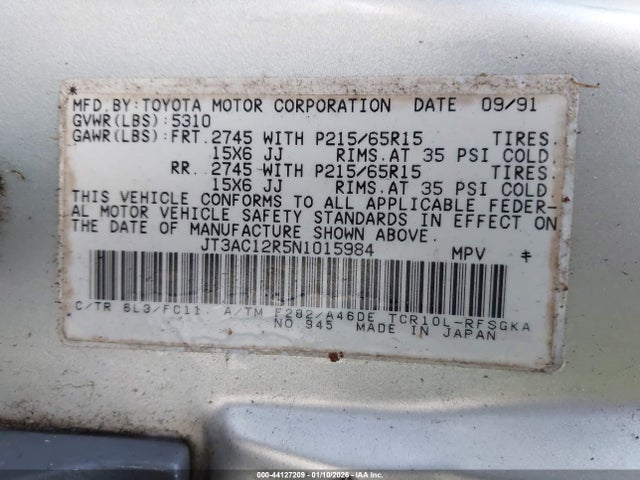 MFD.BY:TOYOTA MOTOR CORPORATION DATE 09/91
GVWR(LBS):5310
GAWR(LBS):FRT. 2745 WITH P215/65R15 TIRES.
15X6 JJ RIMS.AT 35 PSI COLD.
RR. 2745 WITH P215/65R15 TIRES.
15X6 JJ RIMS.AT 35 PSI COLD.
THIS VEHICLE CONFORMS TO ALL APPLICABLE FEDER-
AL MOTOR VEHICLE SAFETY STANDARDS IN EFFECT ON
THE DATE OF MANUFACTURE SHOWN ABOVE.
JT3AC12R5N1015984 MPV ‡
C/TR 6L3/FC11. A/TM F282/A46DE TCR10L-RFSGKA
NO.945 MADE IN JAPAN
000-44127209 - 01/10/2026 - IAA, Inc.